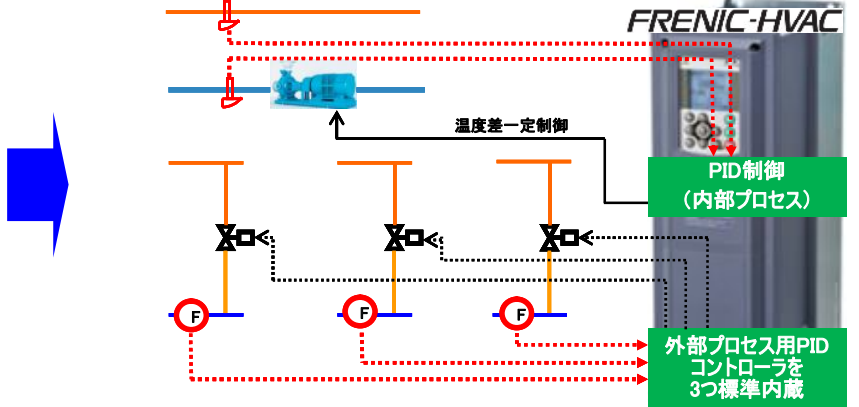 FRENIC-HVAC
温度差一定制御
PID制御
（内部プロセス）
F
F
F
外部プロセス用PID
コントローラを
3つ標準内蔵